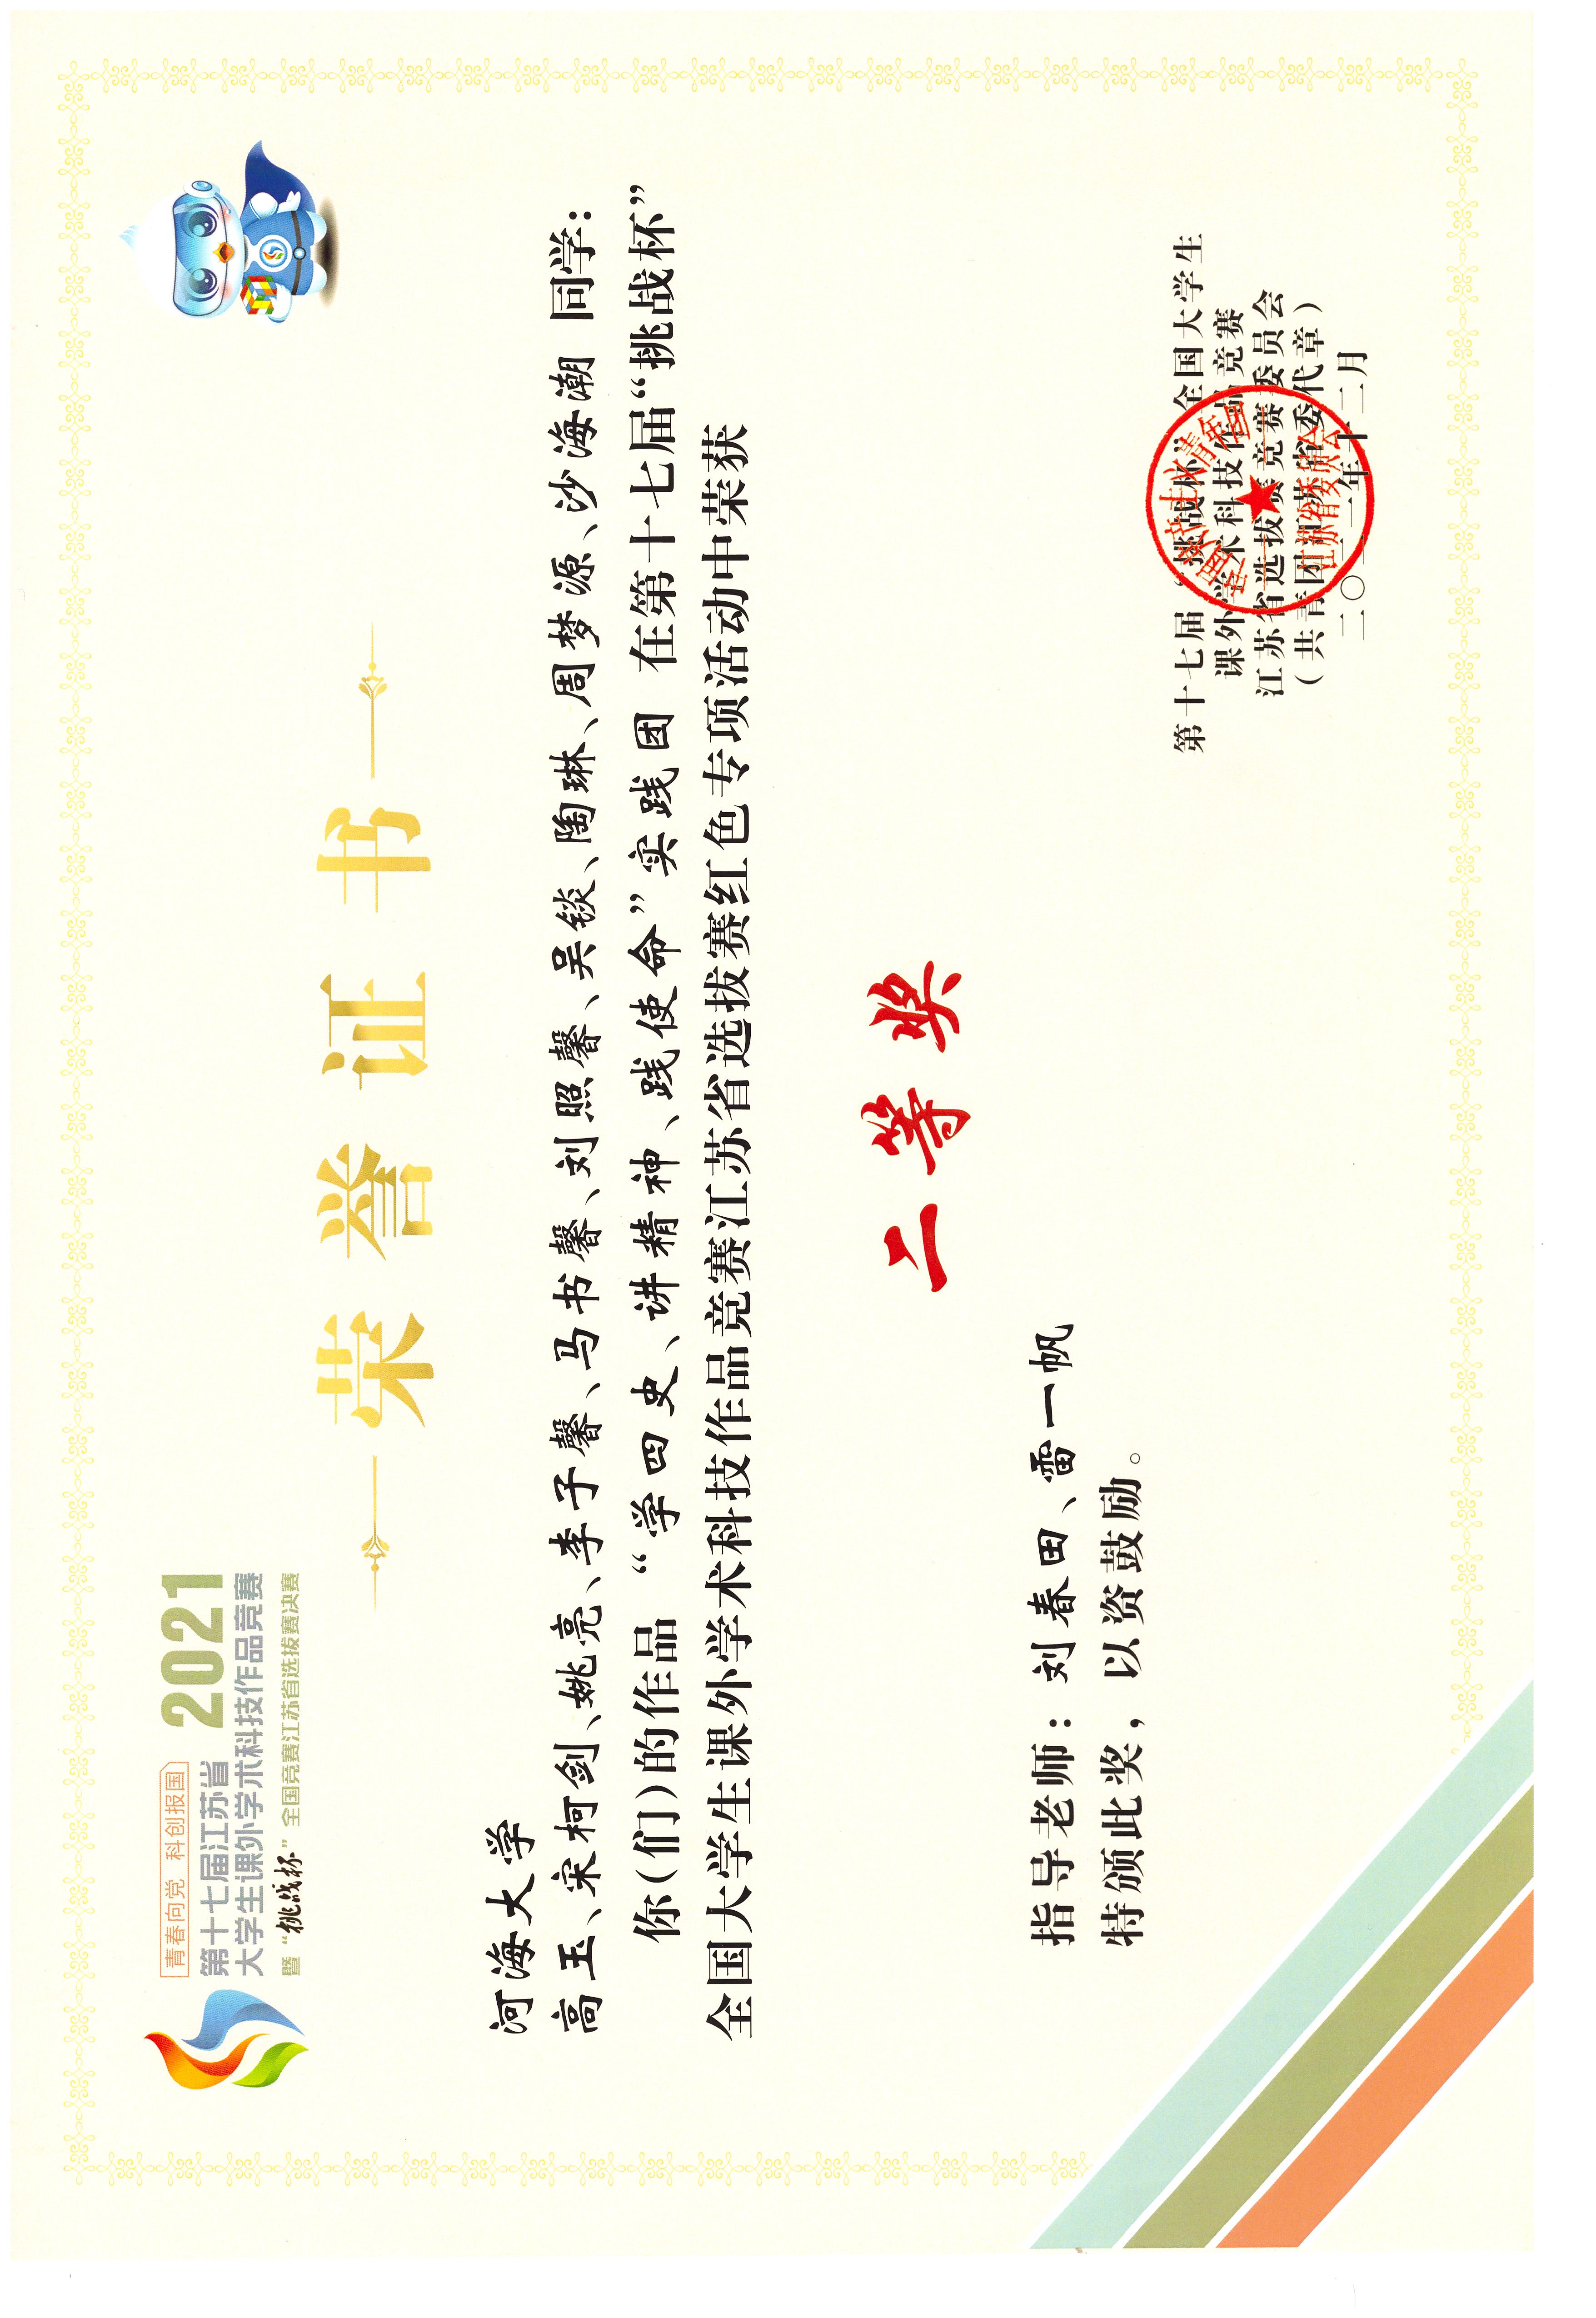 青春向党 科创报国
2021
第十七届江苏省
大学生课外学术科技作品竞赛
暨“挑战杯”全国竞赛江苏省选拔赛决赛
荣誉证书
河海大学
高玉、宋柯剑、姚亮、李子馨、马书馨、刘照馨、吴锬、陶琳、周梦源、沙海潮 同学：
你(们)的作品 “学四史、讲精神、践使命”实践团 在第十七届“挑战杯”
全国大学生课外学术科技作品竞赛江苏省选拔赛红色专项活动中荣获
二等奖
指导老师：刘春田、雷一帆
特颁此奖，以资鼓励。
第十七届“挑战杯”全国大学生
课外学术科技作品竞赛
江苏省选拔赛竞赛委员会
（共青团江苏省委代章）
二〇二一年十二月
中国共产主义青年团
江苏省委员会